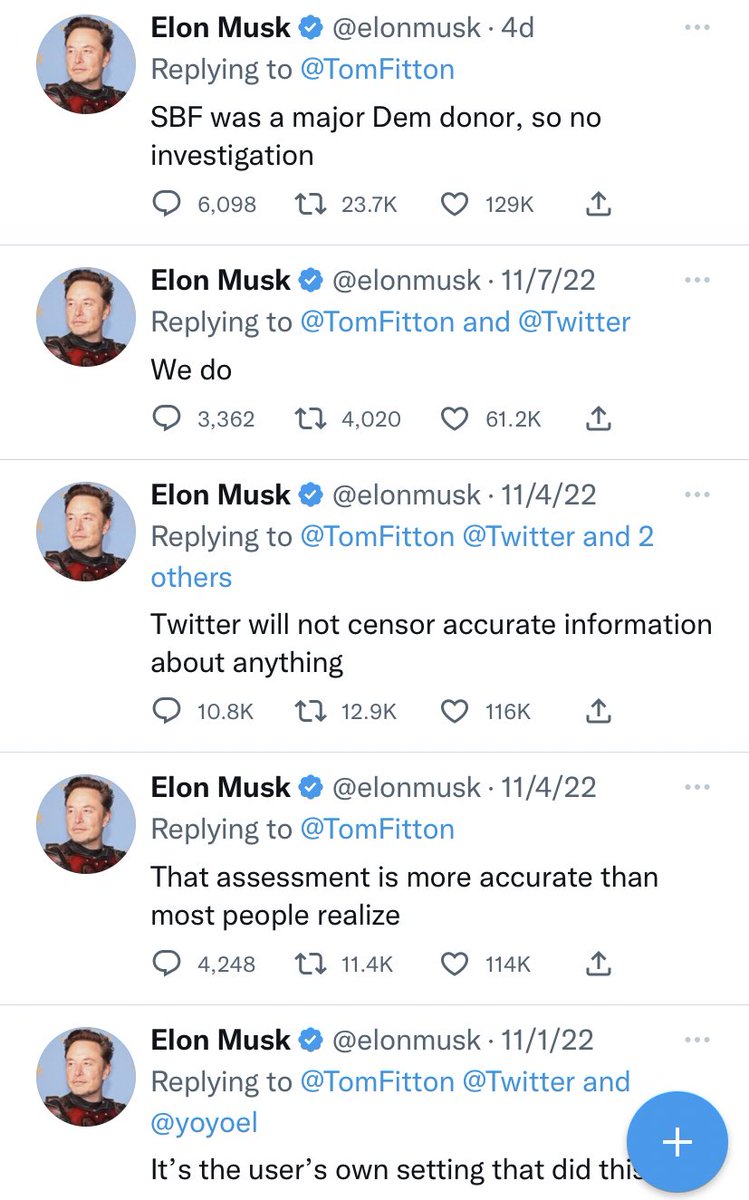 Elon Musk @elonmusk · 4d
Replying to @TomFitton
SBF was a major Dem donor, so no
investigation
6,098 23.7K 129K
Elon Musk @elonmusk · 11/7/22
Replying to @TomFitton and @Twitter
We do
3,362 4,020 61.2K
Elon Musk @elonmusk · 11/4/22
Replying to @TomFitton @Twitter and 2
others
Twitter will not censor accurate information
about anything
10.8K 12.9K 116K
Elon Musk @elonmusk · 11/4/22
Replying to @TomFitton
That assessment is more accurate than
most people realize
4,248 11.4K 114K
Elon Musk @elonmusk · 11/1/22
Replying to @TomFitton @Twitter and
@yoyoel
It’s the user’s own setting that did this